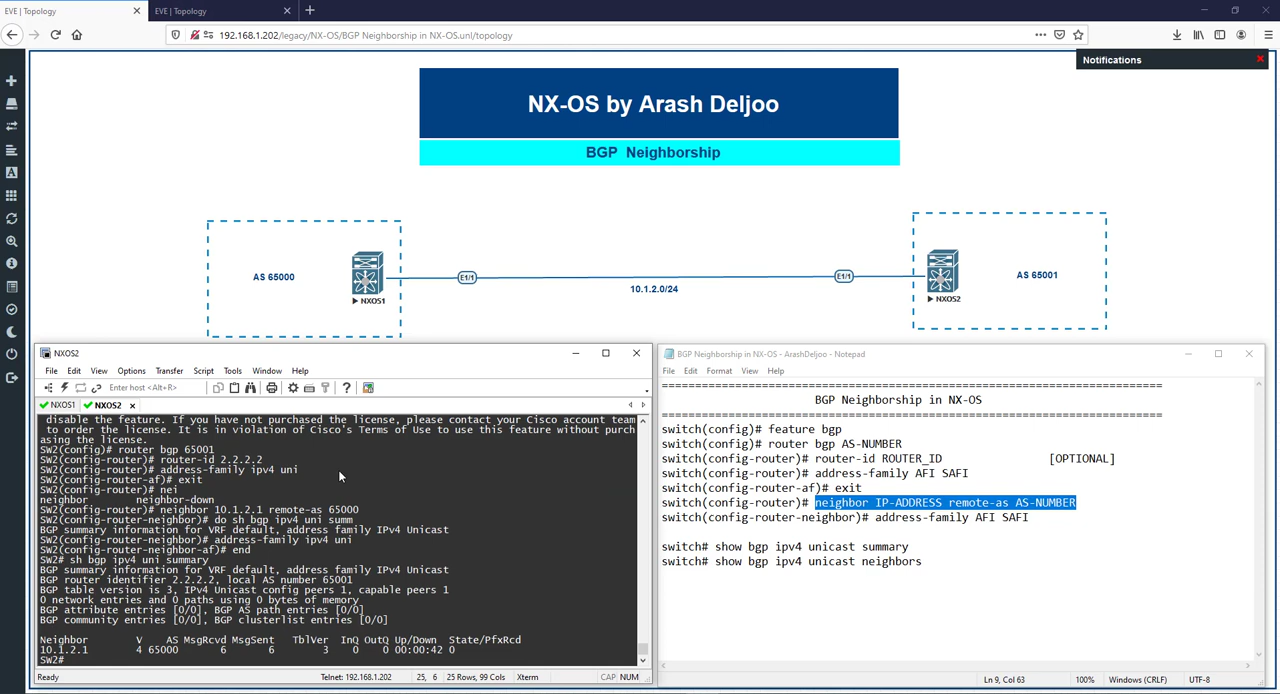 EVE | Topology
EVE | Topology
192.168.1.202/legacy/NX-OS/BGP Neighborship in NX-OS.unl/topology
Notifications
NX-OS by Arash Deljoo
BGP Neighborship
AS 65000
NXOS1
E1/1
10.1.2.0/24
E1/1
NXOS2
AS 65001
NXOS2
File Edit View Options Transfer Script Tools Window Help
Enter host <Alt+R>
NXOS1 NXOS2
disable the feature. If you have not purchased the license, please contact your Cisco account team
to order the license. It is in violation of Cisco's Terms of Use to use this feature without purch
asing the license.
SW2(config)# router bgp 65001
SW2(config-router)# router-id 2.2.2.2
SW2(config-router)# address-family ipv4 uni
SW2(config-router-af)# exit
SW2(config-router)# nei
neighbor neighbor-down
SW2(config-router)# neighbor 10.1.2.1 remote-as 65000
SW2(config-router-neighbor)# do sh bgp ipv4 uni summ
BGP summary information for VRF default, address family IPv4 Unicast
SW2(config-router-neighbor)# address-family ipv4 uni
SW2(config-router-neighbor-af)# end
SW2# sh bgp ipv4 uni summary
BGP summary information for VRF default, address family IPv4 Unicast
BGP router identifier 2.2.2.2, local AS number 65001
BGP table version is 3, IPv4 Unicast config peers 1, capable peers 1
0 network entries and 0 paths using 0 bytes of memory
BGP attribute entries [0/0], BGP AS path entries [0/0]
BGP community entries [0/0], BGP clusterlist entries [0/0]
Neighbor V AS MsgRcvd MsgSent TblVer InQ OutQ Up/Down State/PfxRcd
10.1.2.1 4 65000 6 6 3 0 0 00:00:42 0
SW2#
Ready Telnet: 192.168.1.202 25, 6 25 Rows, 99 Cols Xterm CAP NUM
BGP Neighborship in NX-OS - ArashDeljoo - Notepad
File Edit Format View Help
==================================================================
BGP Neighborship in NX-OS
==================================================================
switch(config)# feature bgp
switch(config)# router bgp AS-NUMBER
switch(config-router)# router-id ROUTER_ID [OPTIONAL]
switch(config-router)# address-family AFI SAFI
switch(config-router-af)# exit
switch(config-router)# neighbor IP-ADDRESS remote-as AS-NUMBER
switch(config-router-neighbor)# address-family AFI SAFI
switch# show bgp ipv4 unicast summary
switch# show bgp ipv4 unicast neighbors
Ln 9, Col 63 100% Windows (CRLF) UTF-8